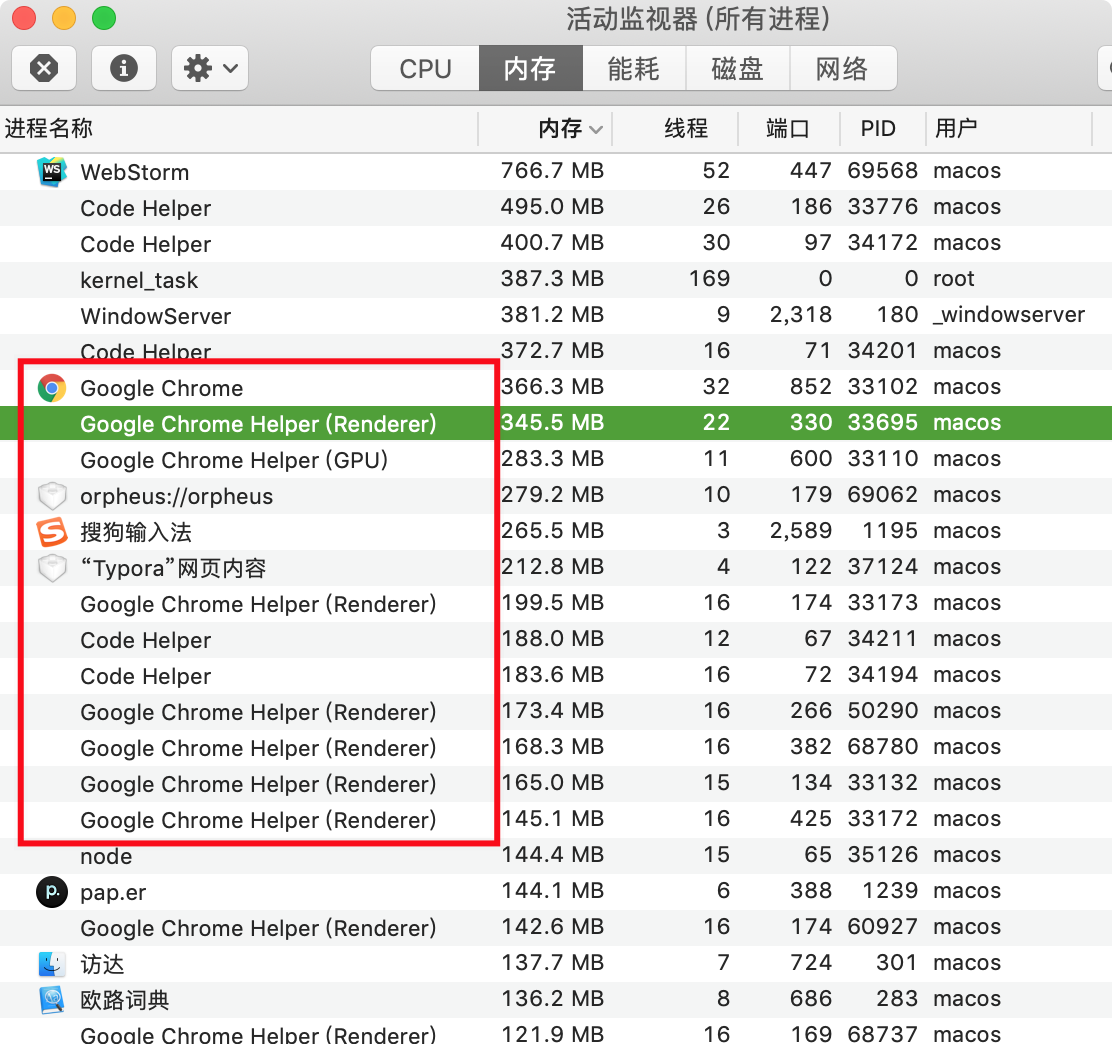 活动监视器 (所有进程)
CPU 内存 能耗 磁盘 网络
进程名称 内存 线程 端口 PID 用户
WS WebStorm 766.7 MB 52 447 69568 macos
Code Helper 495.0 MB 26 186 33776 macos
Code Helper 400.7 MB 30 97 34172 macos
kernel_task 387.3 MB 169 0 0 root
WindowServer 381.2 MB 9 2,318 180 _windowserver
Code Helper 372.7 MB 16 71 34201 macos
Google Chrome 366.3 MB 32 852 33102 macos
Google Chrome Helper (Renderer) 345.5 MB 22 330 33695 macos
Google Chrome Helper (GPU) 283.3 MB 11 600 33110 macos
orpheus://orpheus 279.2 MB 10 179 69062 macos
搜狗输入法 265.5 MB 3 2,589 1195 macos
“Typora”网页内容 212.8 MB 4 122 37124 macos
Google Chrome Helper (Renderer) 199.5 MB 16 174 33173 macos
Code Helper 188.0 MB 12 67 34211 macos
Code Helper 183.6 MB 16 72 34194 macos
Google Chrome Helper (Renderer) 173.4 MB 16 266 50290 macos
Google Chrome Helper (Renderer) 168.3 MB 16 382 68780 macos
Google Chrome Helper (Renderer) 165.0 MB 15 134 33132 macos
Google Chrome Helper (Renderer) 145.1 MB 16 425 33172 macos
node 144.4 MB 15 65 35126 macos
p. pap.er 144.1 MB 6 388 1239 macos
Google Chrome Helper (Renderer) 142.6 MB 16 174 60927 macos
访达 137.7 MB 7 724 301 macos
欧路词典 136.2 MB 8 686 283 macos
Google Chrome Helper (Renderer) 121.9 MB 16 169 68737 macos